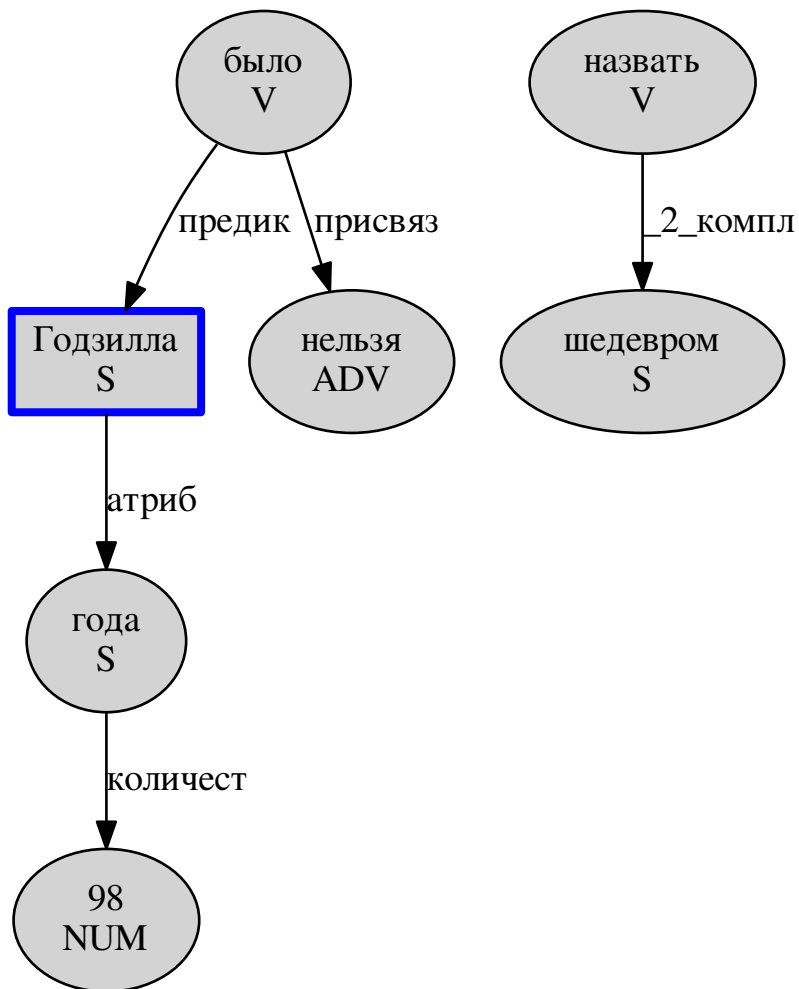 было
V
назвать
V
предик
присвяз
_2_компл
Годзилла
S
нельзя
ADV
шедевром
S
атриб
года
S
количест
98
NUM